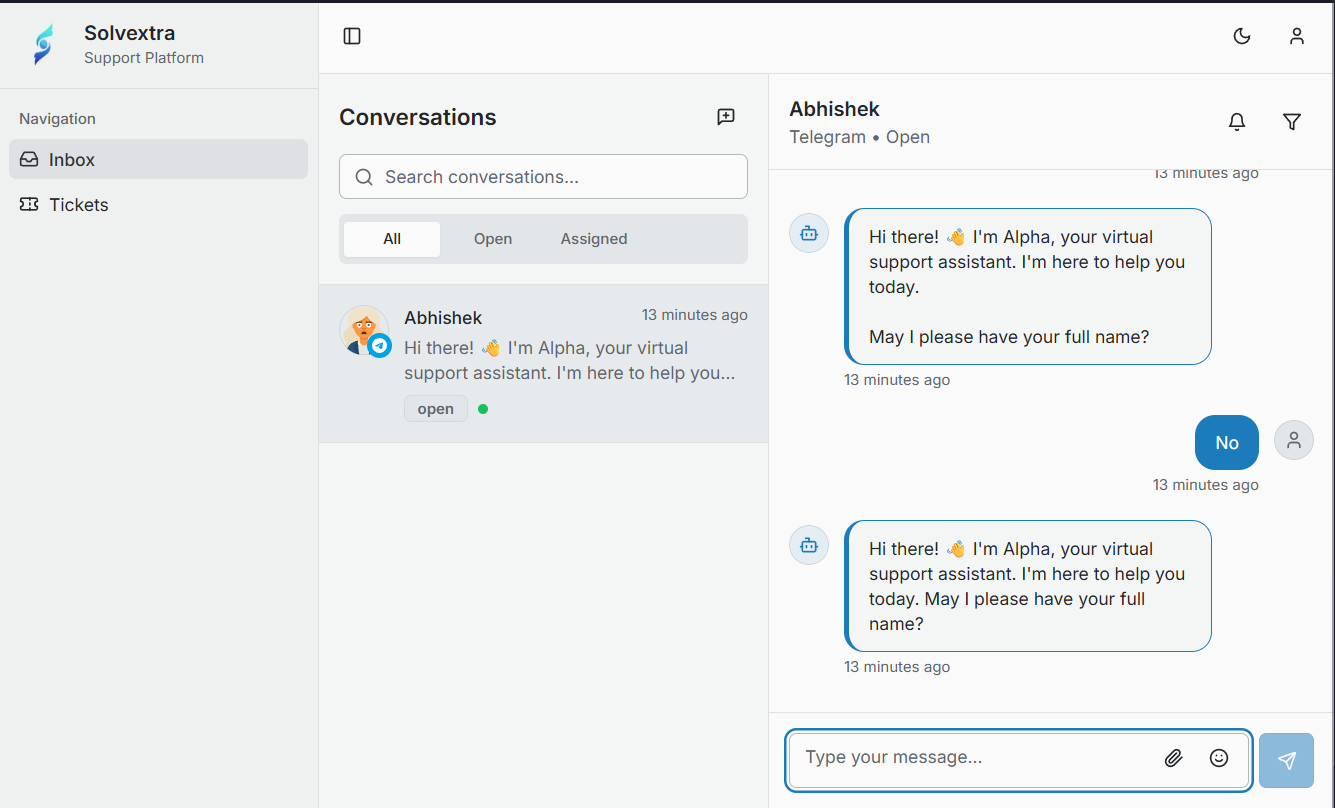 Solvextra
Support Platform
Navigation
Inbox
Tickets
Conversations
Search conversations...
All
Open
Assigned
Abhishek
13 minutes ago
Hi there! 👋 I'm Alpha, your virtual
support assistant. I'm here to help you...
open
Abhishek
Telegram • Open
13 minutes ago
Hi there! 👋 I'm Alpha, your virtual
support assistant. I'm here to help you
today.
May I please have your full name?
13 minutes ago
No
13 minutes ago
Hi there! 👋 I'm Alpha, your virtual
support assistant. I'm here to help you
today. May I please have your full
name?
13 minutes ago
Type your message...